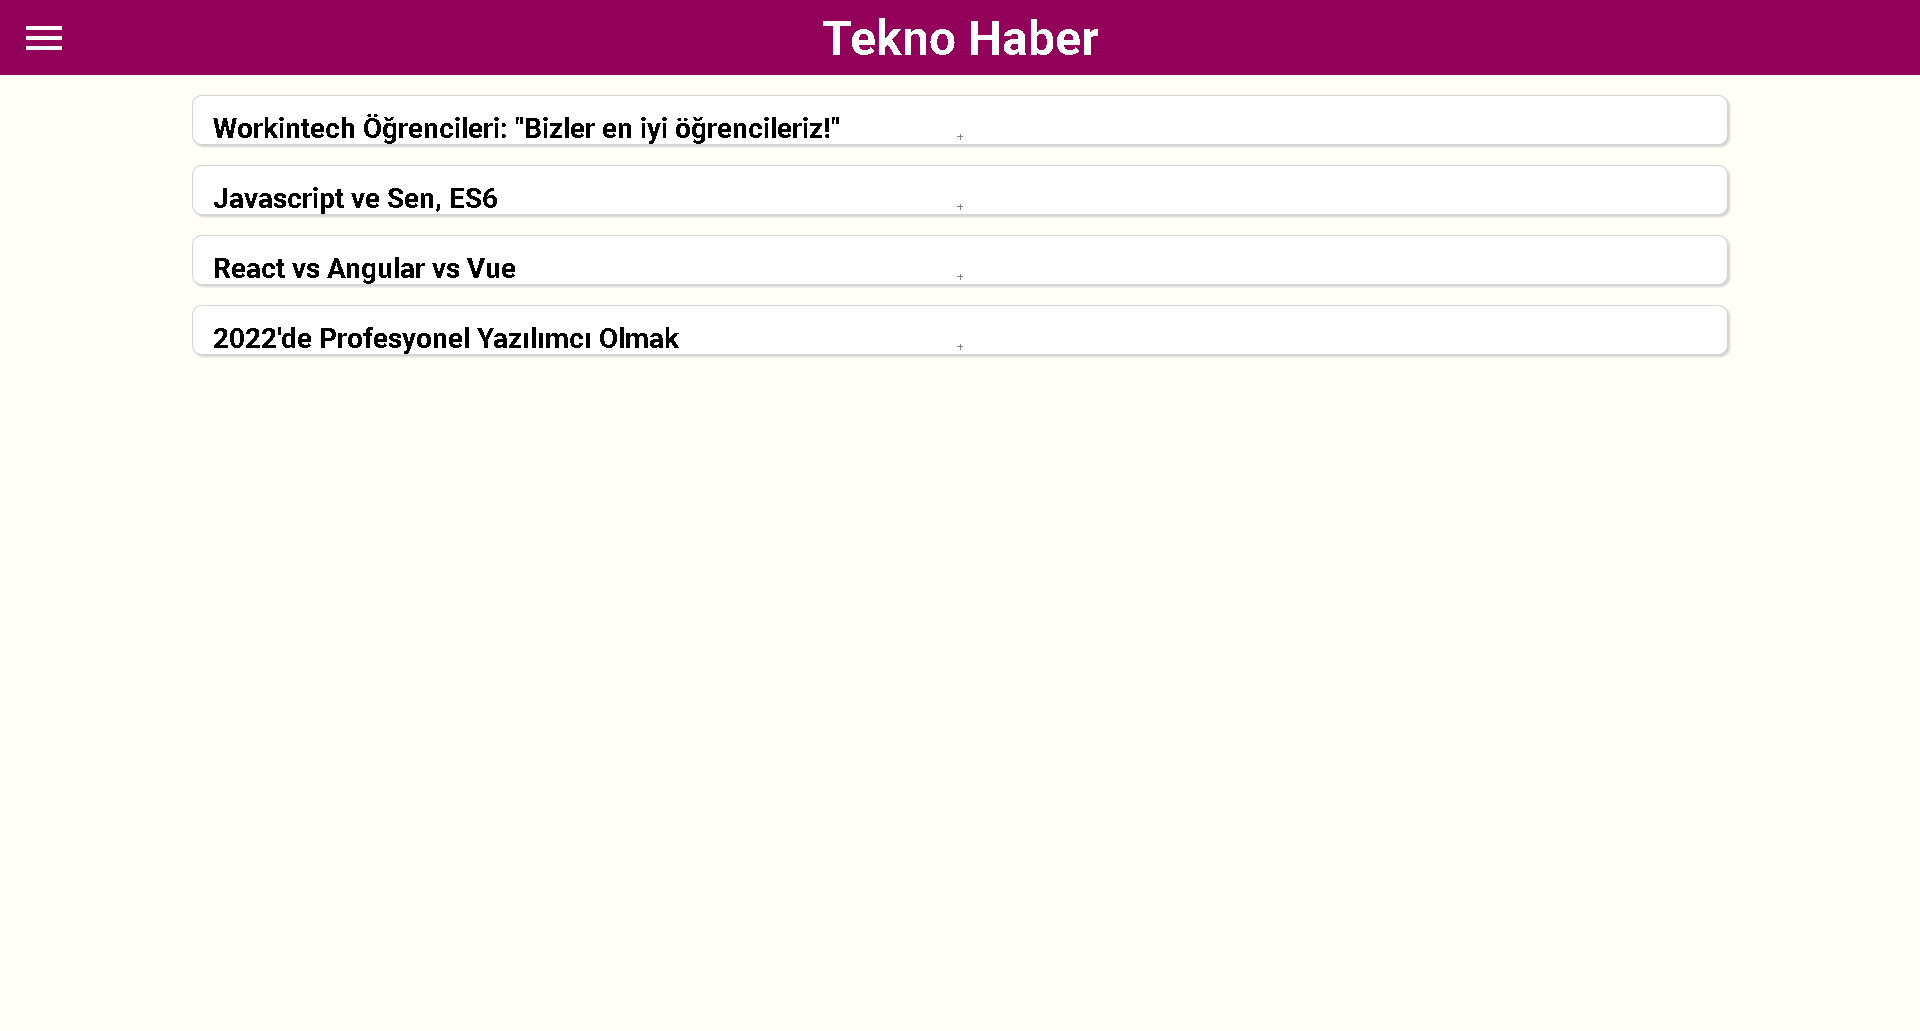 Tekno Haber
Workintech Öğrencileri: "Bizler en iyi öğrencileriz!"
+
Javascript ve Sen, ES6
+
React vs Angular vs Vue
+
2022'de Profesyonel Yazılımcı Olmak
+